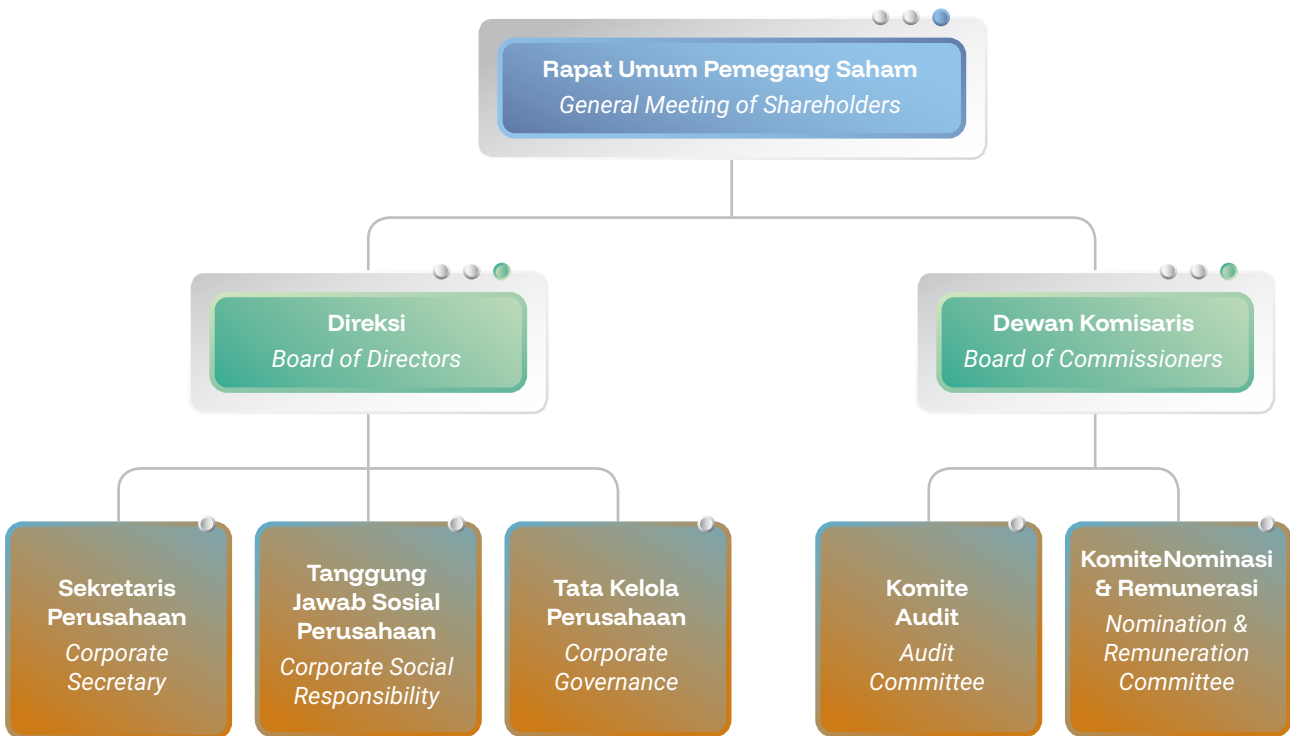 Rapat Umum Pemegang Saham
General Meeting of Shareholders
Direksi
Board of Directors
Dewan Komisaris
Board of Commissioners
Sekretaris
Perusahaan
Corporate
Secretary
Tanggung
Jawab Sosial
Perusahaan
Corporate Social
Responsibility
Tata Kelola
Perusahaan
Corporate
Governance
Komite
Audit
Audit
Committee
KomiteNominasi
& Remunerasi
Nomination &
Remuneration
Committee